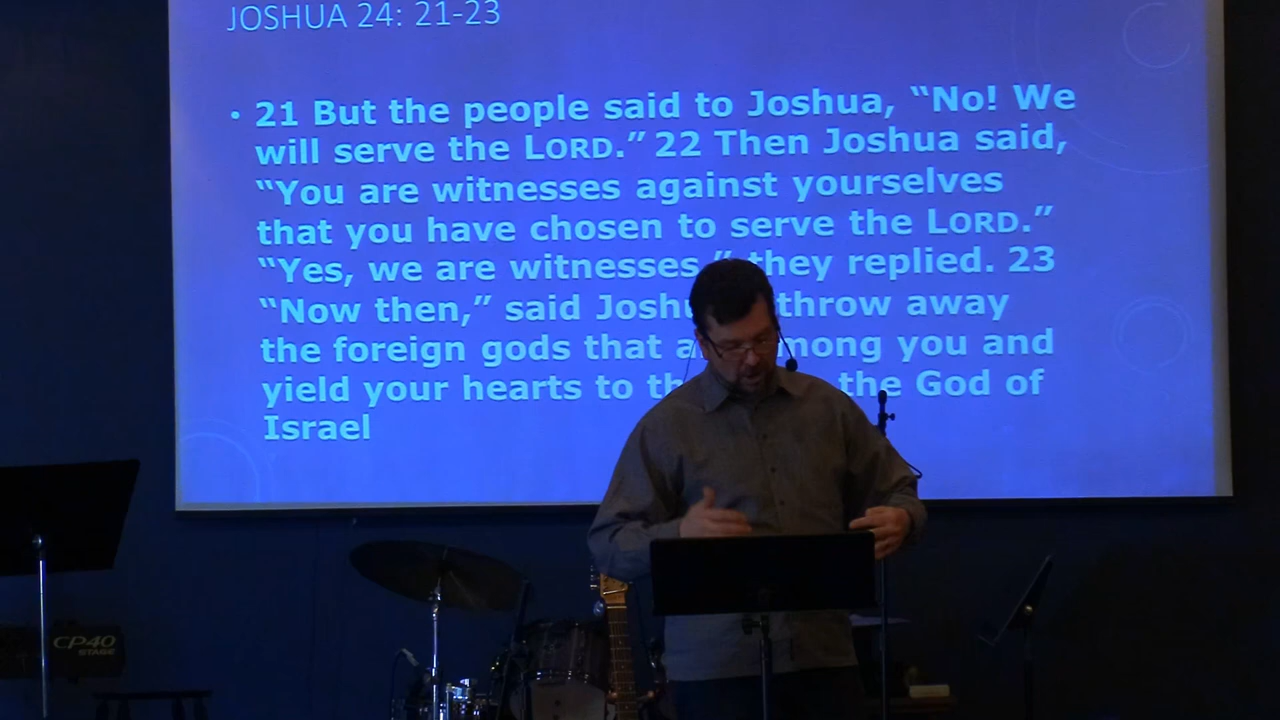 JOSHUA 24: 21-23
• 21 But the people said to Joshua, “No! We
will serve the LORD.” 22 Then Joshua said,
“You are witnesses against yourselves
that you have chosen to serve the LORD.”
“Yes, we are witnesses,” they replied. 23
“Now then,” said throw away
the foreign gods that among you and
yield your hearts to the God of
Israel
CP40
STAGE